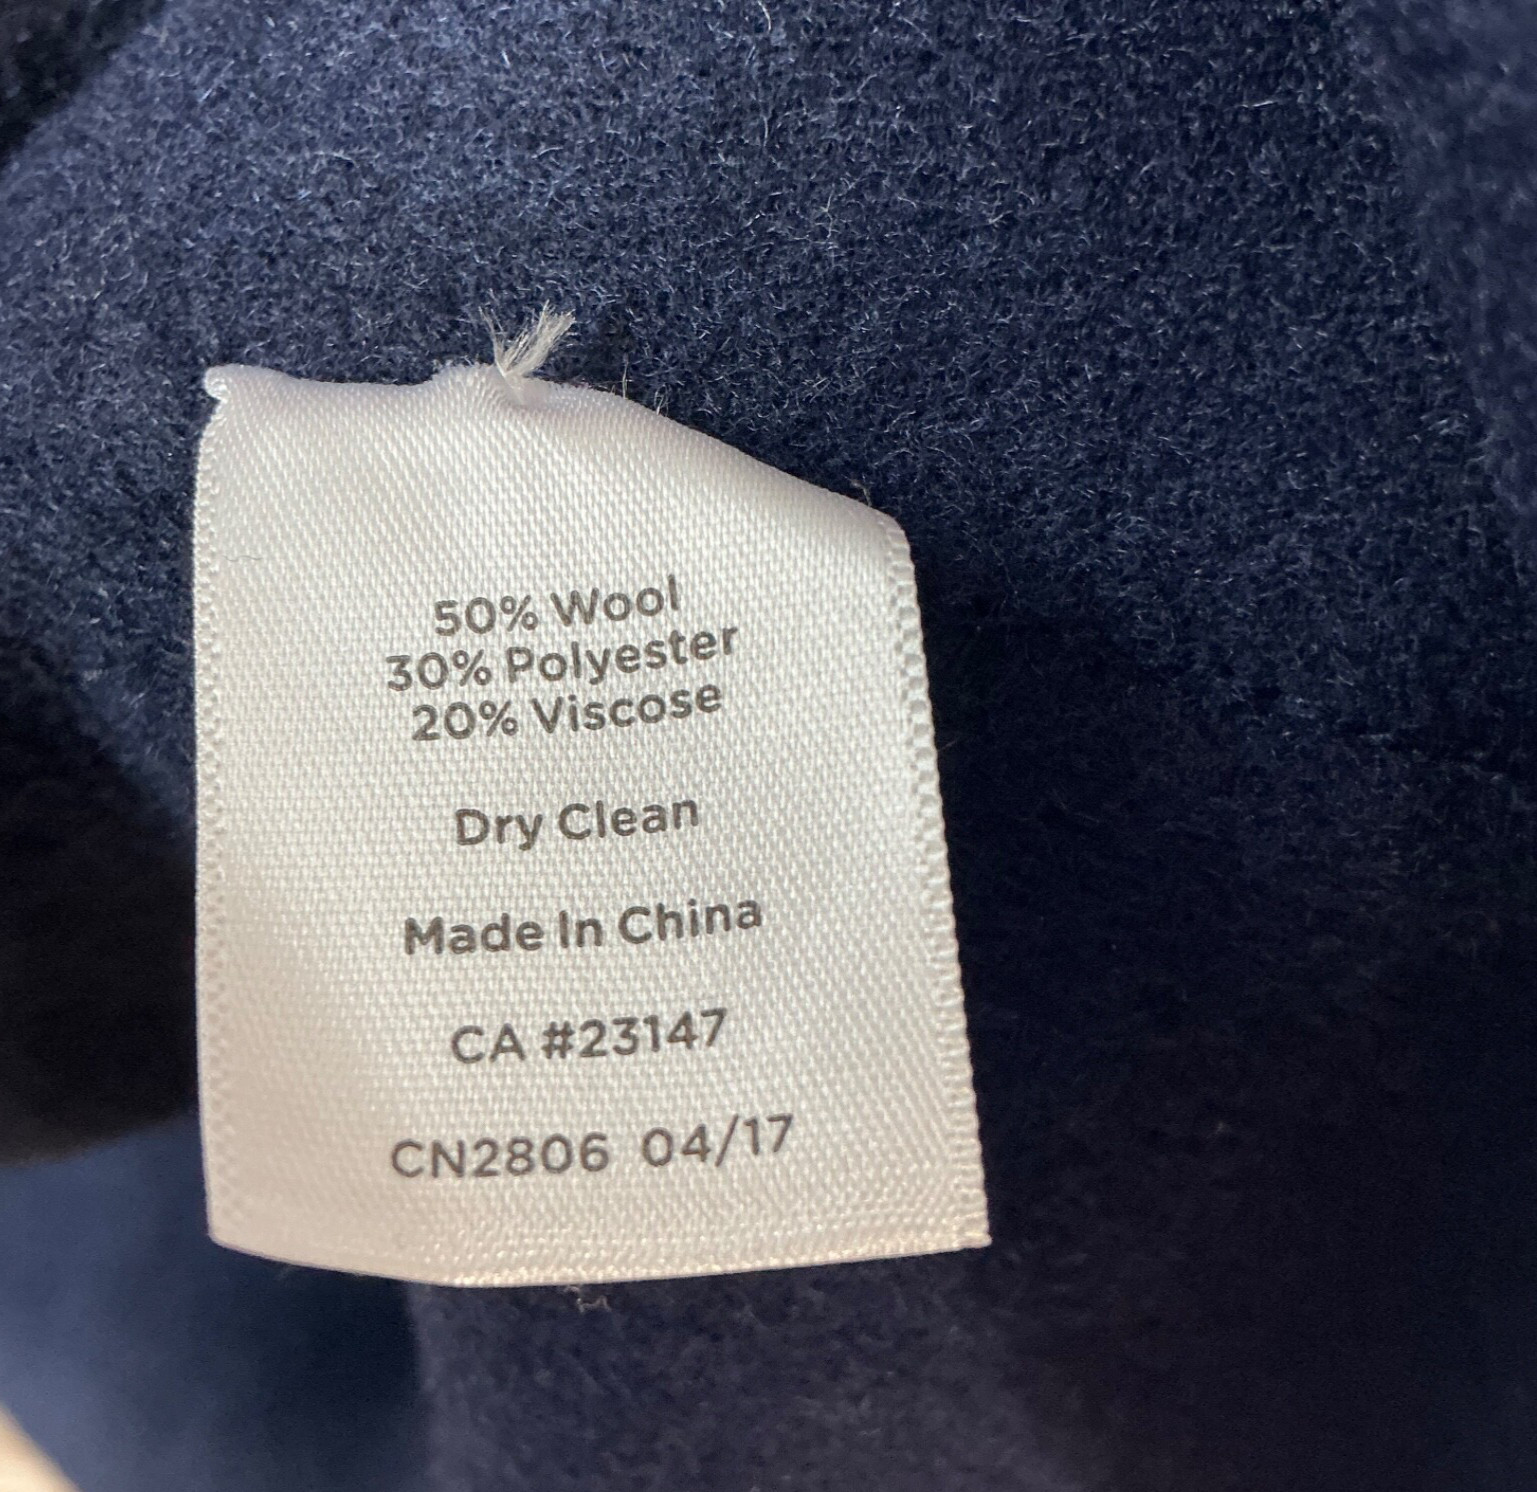 50% Wool
30% Polyester
20% Viscose
Dry Clean
Made In China
CA #23147
CN2806 04/17